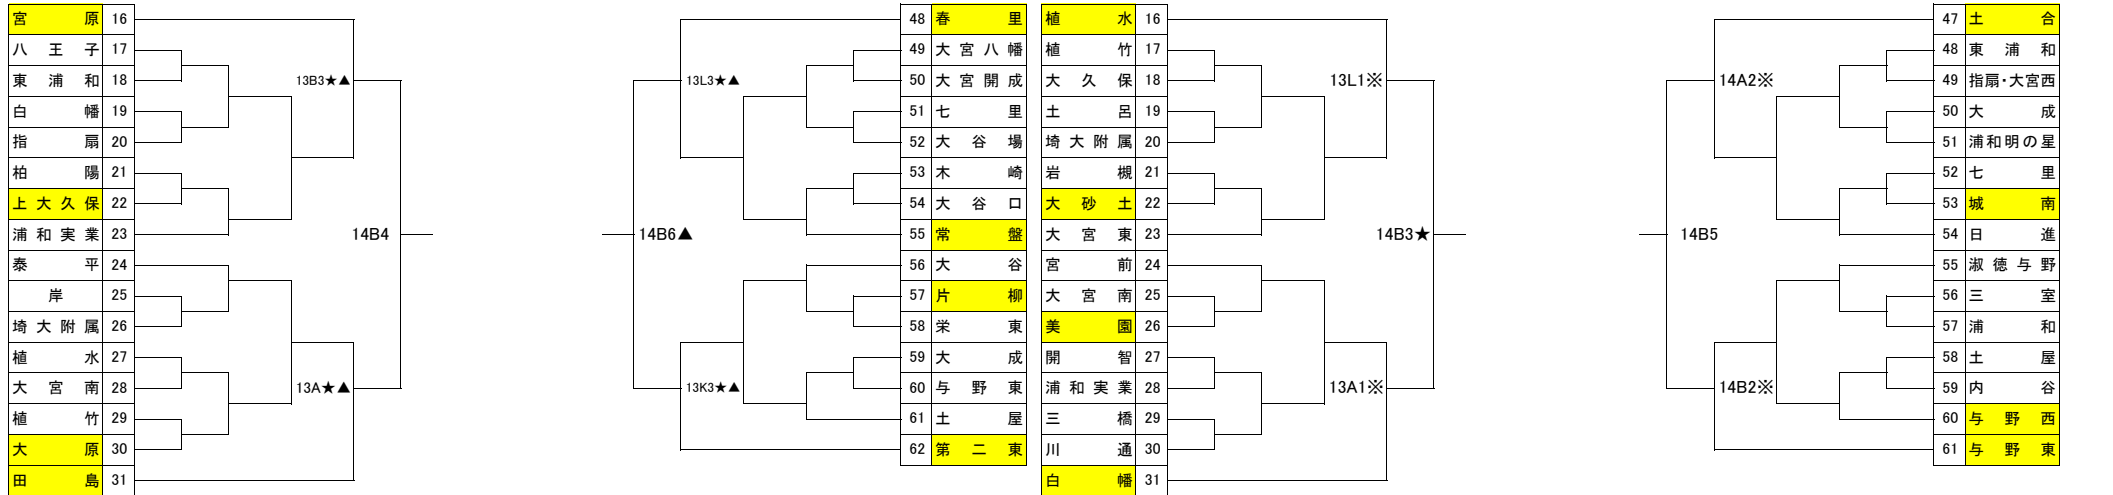 宮原 16 48 春里 植水 16 47 土合
八王子 17 49 大宮八幡 植竹 17 48 東浦和
東浦和 18 13B3★▲ 13L3★▲ 50 大宮開成 大久保 18 13L1※ 14A2※ 49 指扇・大宮西
白幡 19 51 七里 土呂 19 50 大成
指扇 20 52 大谷場 埼大附属 20 51 浦和明の星
柏陽 21 53 木崎 岩槻 21 52 七里
上大久保 22 54 大谷口 大砂土 22 53 城南
浦和実業 23 14B4 14B6▲ 55 常盤 大宮東 23 14B3★ 14B5 54 日進
泰平 24 56 大谷 宮前 24 55 淑徳与野
岸 25 57 片柳 大宮南 25 56 三室
埼大附属 26 58 栄東 美園 26 57 浦和
植水 27 59 大成 開智 27 58 土屋
大宮南 28 13A★▲ 13K3★▲ 60 与野東 浦和実業 28 13A1※ 14B2※ 59 内谷
植竹 29 61 土屋 三橋 29 60 与野西
大原 30 62 第二東 川通 30 61 与野東
田島 31 白幡 31